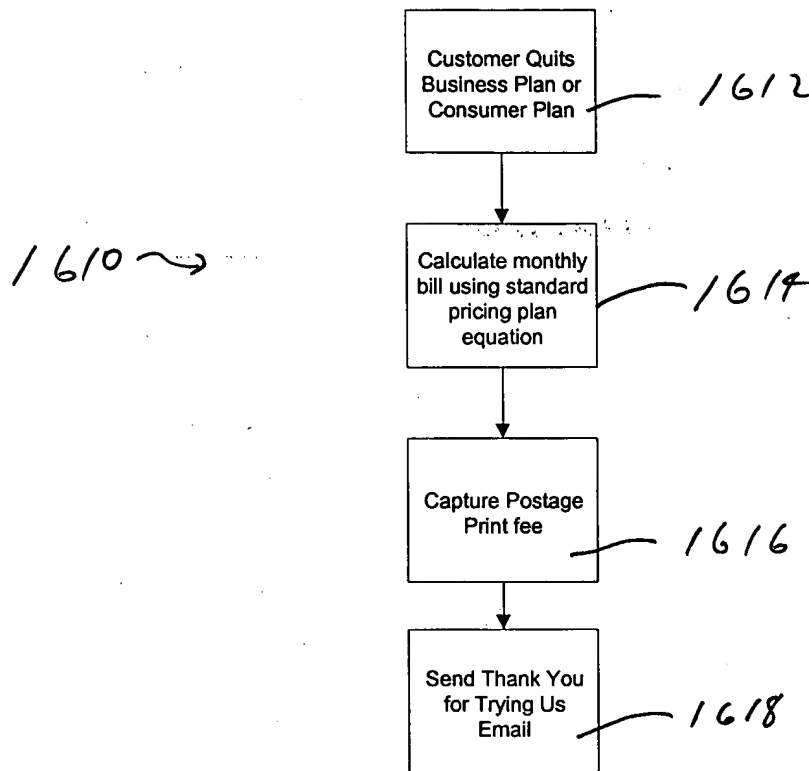 Customer Quits
Business Plan or
Consumer Plan
1612
1610
Calculate monthly
bill using standard
pricing plan
equation
1614
Capture Postage
Print fee
1616
Send Thank You
for Trying Us
Email
1618